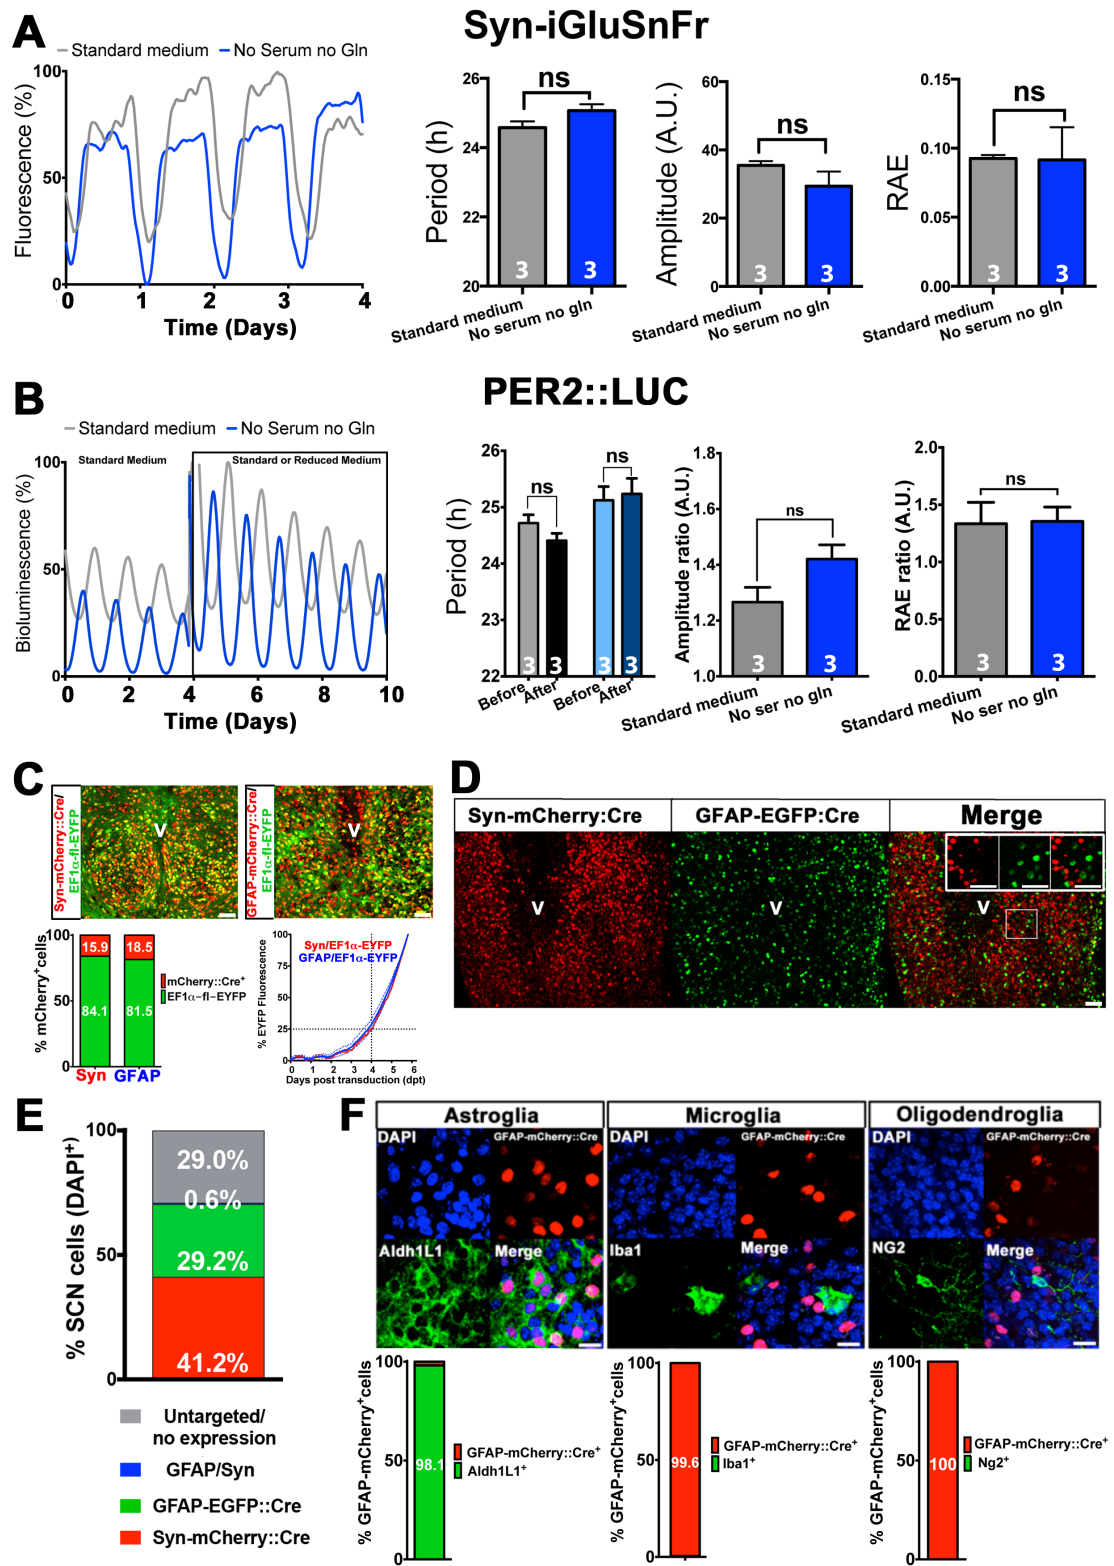 A
Syn-iGluSnFr
Standard medium
No Serum no Gln
Fluorescence (%)
100
50
0
0 1 2 3 4
Time (Days)
Period (h)
26
24
22
20
ns
3 3
Standard medium
No serum no gln
Amplitude (A.U.)
60
40
20
0
ns
3 3
Standard medium
No serum no gln
RAE
0.15
0.10
0.05
0.00
ns
3 3
Standard medium
No serum no gln
B
PER2::LUC
Standard medium
No Serum no Gln
Standard Medium
Standard or Reduced Medium
Bioluminescence (%)
100
50
0
0 2 4 6 8 10
Time (Days)
Period (h)
26
25
24
23
22
ns
ns
3 3 3 3
Before
After
Before
After
Amplitude ratio (A.U.)
1.8
1.6
1.4
1.2
1.0
ns
3 3
Standard medium
No ser no gln
RAE ratio (A.U.)
2.0
1.5
1.0
0.5
0.0
ns
3 3
Standard medium
No ser no gln
C
Syn-mCherry::Cre/
EF1α-fl-EYFP
V
GFAP-mCherry::Cre/
EF1α-fl-EYFP
V
% mCherry+cells
100
50
0
15.9 18.5
84.1 81.5
Syn GFAP
mCherry::Cre+
EF1α-fl-EYFP
% EYFP Fluorescence
100
75
50
25
0
Syn/EF1α-EYFP
GFAP/EF1α-EYFP
0 1 2 3 4 5 6
Days post transduction (dpt)
D
Syn-mCherry:Cre
GFAP-EGFP:Cre
Merge
V
V
V
E
% SCN cells (DAPI+)
100
50
0
29.0%
0.6%
29.2%
41.2%
Untargeted/
no expression
GFAP/Syn
GFAP-EGFP::Cre
Syn-mCherry::Cre
F
Astroglia
Microglia
Oligodendroglia
DAPI
GFAP-mCherry::Cre
DAPI
GFAP-mCherry::Cre
DAPI
GFAP-mCherry::Cre
Aldh1L1
Merge
Iba1
Merge
NG2
Merge
% GFAP-mCherry+cells
100
50
0
98.1
GFAP-mCherry::Cre+
Aldh1L1+
% GFAP-mCherry+cells
100
50
0
99.6
GFAP-mCherry::Cre+
Iba1+
% GFAP-mCherry+cells
100
50
0
100
GFAP-mCherry::Cre+
Ng2+